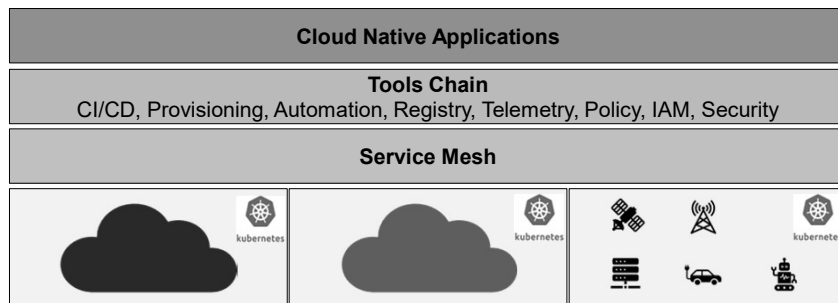 Cloud Native Applications
Tools Chain
CI/CD, Provisioning, Automation, Registry, Telemetry, Policy, IAM, Security
Service Mesh
kubernetes
kubernetes
kubernetes